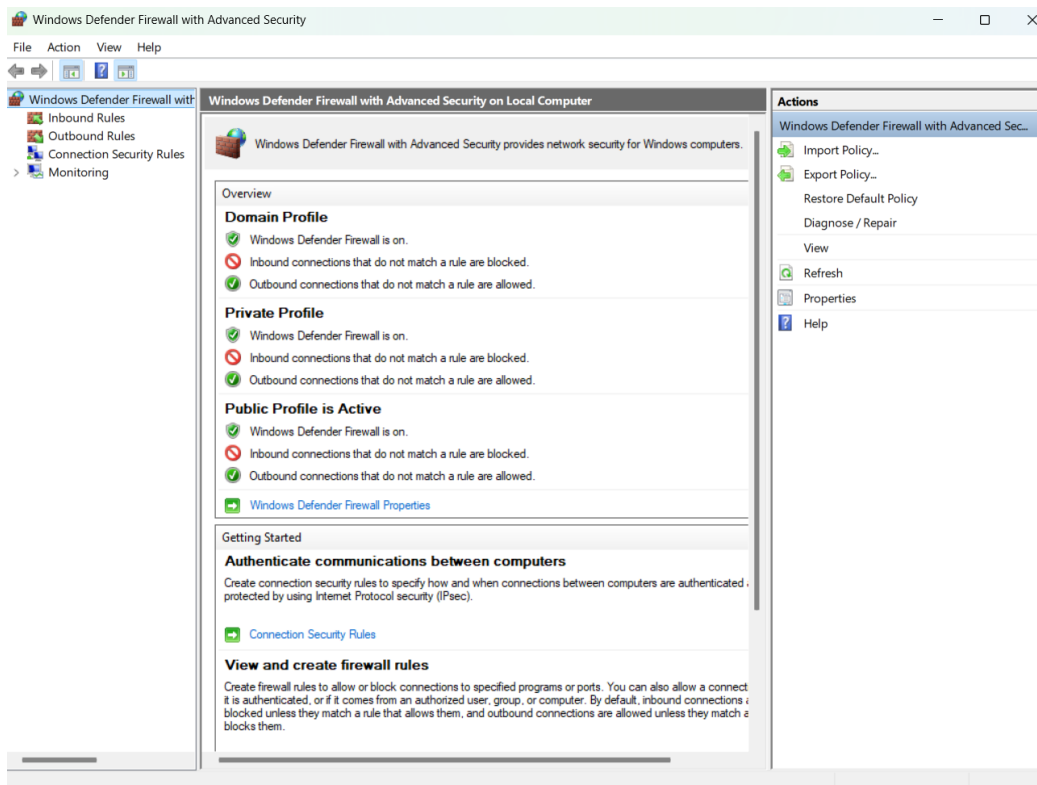 Windows Defender Firewall with Advanced Security
File Action View Help
Windows Defender Firewall with
Inbound Rules
Outbound Rules
Connection Security Rules
Monitoring
Windows Defender Firewall with Advanced Security on Local Computer
Windows Defender Firewall with Advanced Security provides network security for Windows computers.
Overview
Domain Profile
Windows Defender Firewall is on.
Inbound connections that do not match a rule are blocked.
Outbound connections that do not match a rule are allowed.
Private Profile
Windows Defender Firewall is on.
Inbound connections that do not match a rule are blocked.
Outbound connections that do not match a rule are allowed.
Public Profile is Active
Windows Defender Firewall is on.
Inbound connections that do not match a rule are blocked.
Outbound connections that do not match a rule are allowed.
Windows Defender Firewall Properties
Getting Started
Authenticate communications between computers
Create connection security rules to specify how and when connections between computers are authenticated
protected by using Internet Protocol security (IPsec).
Connection Security Rules
View and create firewall rules
Create firewall rules to allow or block connections to specified programs or ports. You can also allow a connect
it is authenticated, or if it comes from an authorized user, group, or computer. By default, inbound connections
blocked unless they match a rule that allows them, and outbound connections are allowed unless they match a
blocks them.
Actions
Windows Defender Firewall with Advanced Sec...
Import Policy...
Export Policy...
Restore Default Policy
Diagnose / Repair
View
Refresh
Properties
Help